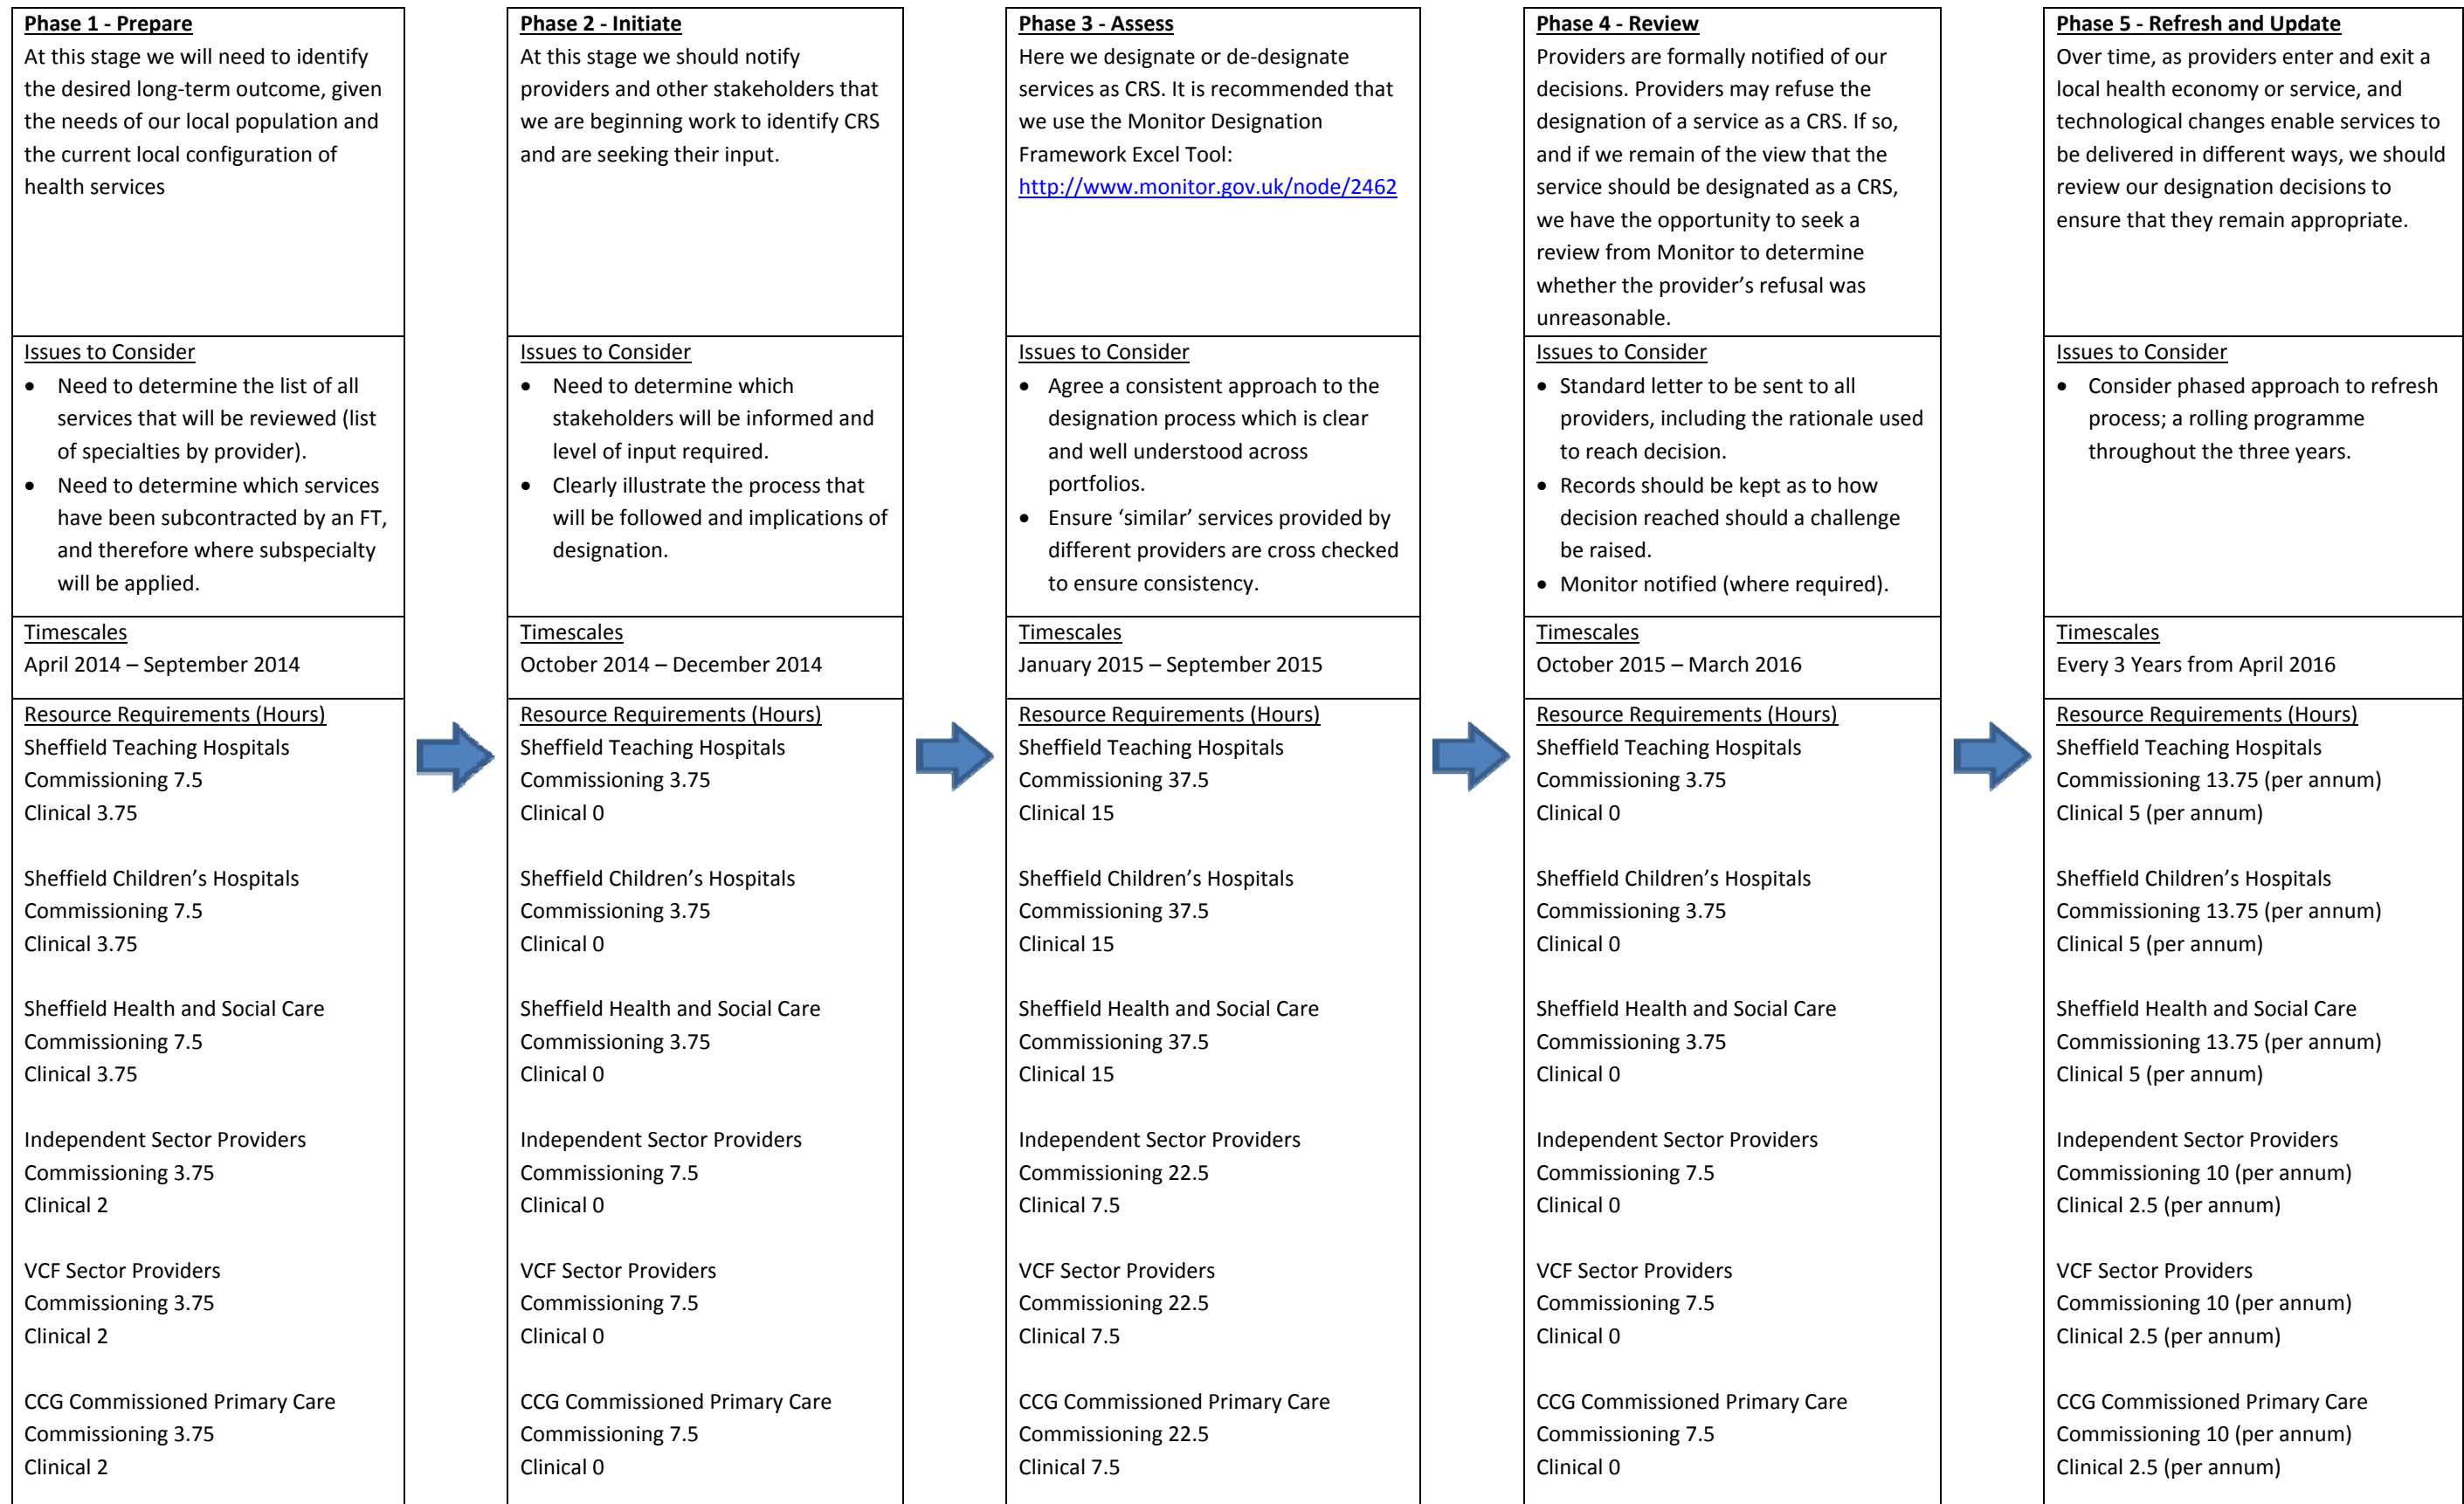 Phase 1 - Prepare
At this stage we will need to identify
the desired long-term outcome, given
the needs of our local population and
the current local configuration of
health services
Issues to Consider
• Need to determine the list of all
services that will be reviewed (list
of specialties by provider).
• Need to determine which services
have been subcontracted by an FT,
and therefore where subspecialty
will be applied.
Timescales
April 2014 – September 2014
Resource Requirements (Hours)
Sheffield Teaching Hospitals
Commissioning 7.5
Clinical 3.75
Sheffield Children’s Hospitals
Commissioning 7.5
Clinical 3.75
Sheffield Health and Social Care
Commissioning 7.5
Clinical 3.75
Independent Sector Providers
Commissioning 3.75
Clinical 2
VCF Sector Providers
Commissioning 3.75
Clinical 2
CCG Commissioned Primary Care
Commissioning 3.75
Clinical 2
Phase 2 - Initiate
At this stage we should notify
providers and other stakeholders that
we are beginning work to identify CRS
and are seeking their input.
Issues to Consider
• Need to determine which
stakeholders will be informed and
level of input required.
• Clearly illustrate the process that
will be followed and implications of
designation.
Timescales
October 2014 – December 2014
Resource Requirements (Hours)
Sheffield Teaching Hospitals
Commissioning 3.75
Clinical 0
Sheffield Children’s Hospitals
Commissioning 3.75
Clinical 0
Sheffield Health and Social Care
Commissioning 3.75
Clinical 0
Independent Sector Providers
Commissioning 7.5
Clinical 0
VCF Sector Providers
Commissioning 7.5
Clinical 0
CCG Commissioned Primary Care
Commissioning 7.5
Clinical 0
Phase 3 - Assess
Here we designate or de-designate
services as CRS. It is recommended that
we use the Monitor Designation
Framework Excel Tool:
http://www.monitor.gov.uk/node/2462
Issues to Consider
• Agree a consistent approach to the
designation process which is clear
and well understood across
portfolios.
• Ensure ‘similar’ services provided by
different providers are cross checked
to ensure consistency.
Timescales
January 2015 – September 2015
Resource Requirements (Hours)
Sheffield Teaching Hospitals
Commissioning 37.5
Clinical 15
Sheffield Children’s Hospitals
Commissioning 37.5
Clinical 15
Sheffield Health and Social Care
Commissioning 37.5
Clinical 15
Independent Sector Providers
Commissioning 22.5
Clinical 7.5
VCF Sector Providers
Commissioning 22.5
Clinical 7.5
CCG Commissioned Primary Care
Commissioning 22.5
Clinical 7.5
Phase 4 - Review
Providers are formally notified of our
decisions. Providers may refuse the
designation of a service as a CRS. If so,
and if we remain of the view that the
service should be designated as a CRS,
we have the opportunity to seek a
review from Monitor to determine
whether the provider’s refusal was
unreasonable.
Issues to Consider
• Standard letter to be sent to all
providers, including the rationale used
to reach decision.
• Records should be kept as to how
decision reached should a challenge
be raised.
• Monitor notified (where required).
Timescales
October 2015 – March 2016
Resource Requirements (Hours)
Sheffield Teaching Hospitals
Commissioning 3.75
Clinical 0
Sheffield Children’s Hospitals
Commissioning 3.75
Clinical 0
Sheffield Health and Social Care
Commissioning 3.75
Clinical 0
Independent Sector Providers
Commissioning 7.5
Clinical 0
VCF Sector Providers
Commissioning 7.5
Clinical 0
CCG Commissioned Primary Care
Commissioning 7.5
Clinical 0
Phase 5 - Refresh and Update
Over time, as providers enter and exit a
local health economy or service, and
technological changes enable services to
be delivered in different ways, we should
review our designation decisions to
ensure that they remain appropriate.
Issues to Consider
• Consider phased approach to refresh
process; a rolling programme
throughout the three years.
Timescales
Every 3 Years from April 2016
Resource Requirements (Hours)
Sheffield Teaching Hospitals
Commissioning 13.75 (per annum)
Clinical 5 (per annum)
Sheffield Children’s Hospitals
Commissioning 13.75 (per annum)
Clinical 5 (per annum)
Sheffield Health and Social Care
Commissioning 13.75 (per annum)
Clinical 5 (per annum)
Independent Sector Providers
Commissioning 10 (per annum)
Clinical 2.5 (per annum)
VCF Sector Providers
Commissioning 10 (per annum)
Clinical 2.5 (per annum)
CCG Commissioned Primary Care
Commissioning 10 (per annum)
Clinical 2.5 (per annum)